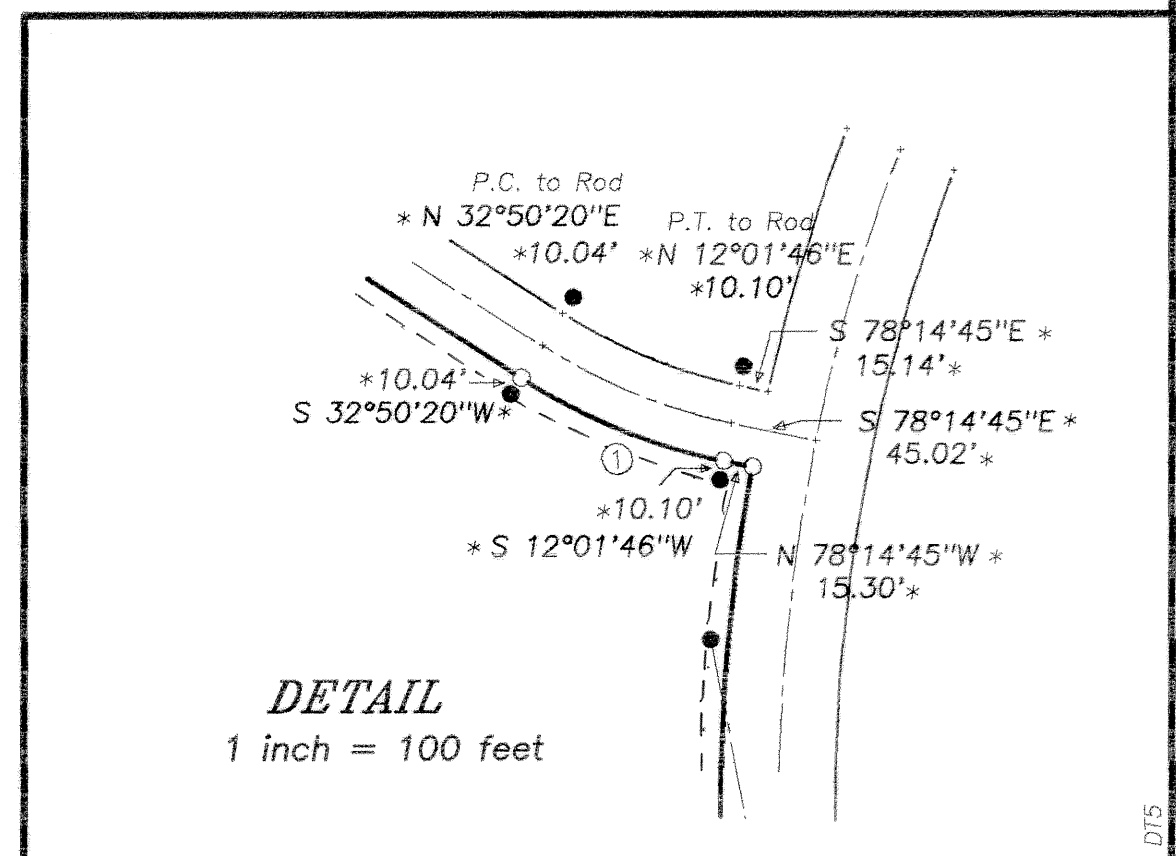 P.C. to Rod
* N 32°50'20"E
*10.04'
P.T. to Rod
*N 12°01'46"E
*10.10'
S 78°14'45"E *
15.14'*
*10.04'
S 32°50'20"W*
S 78°14'45"E *
45.02'*
1
*10.10'
* S 12°01'46"W
N 78°14'45"W *
15.30'*
DETAIL
1 inch = 100 feet
DT5